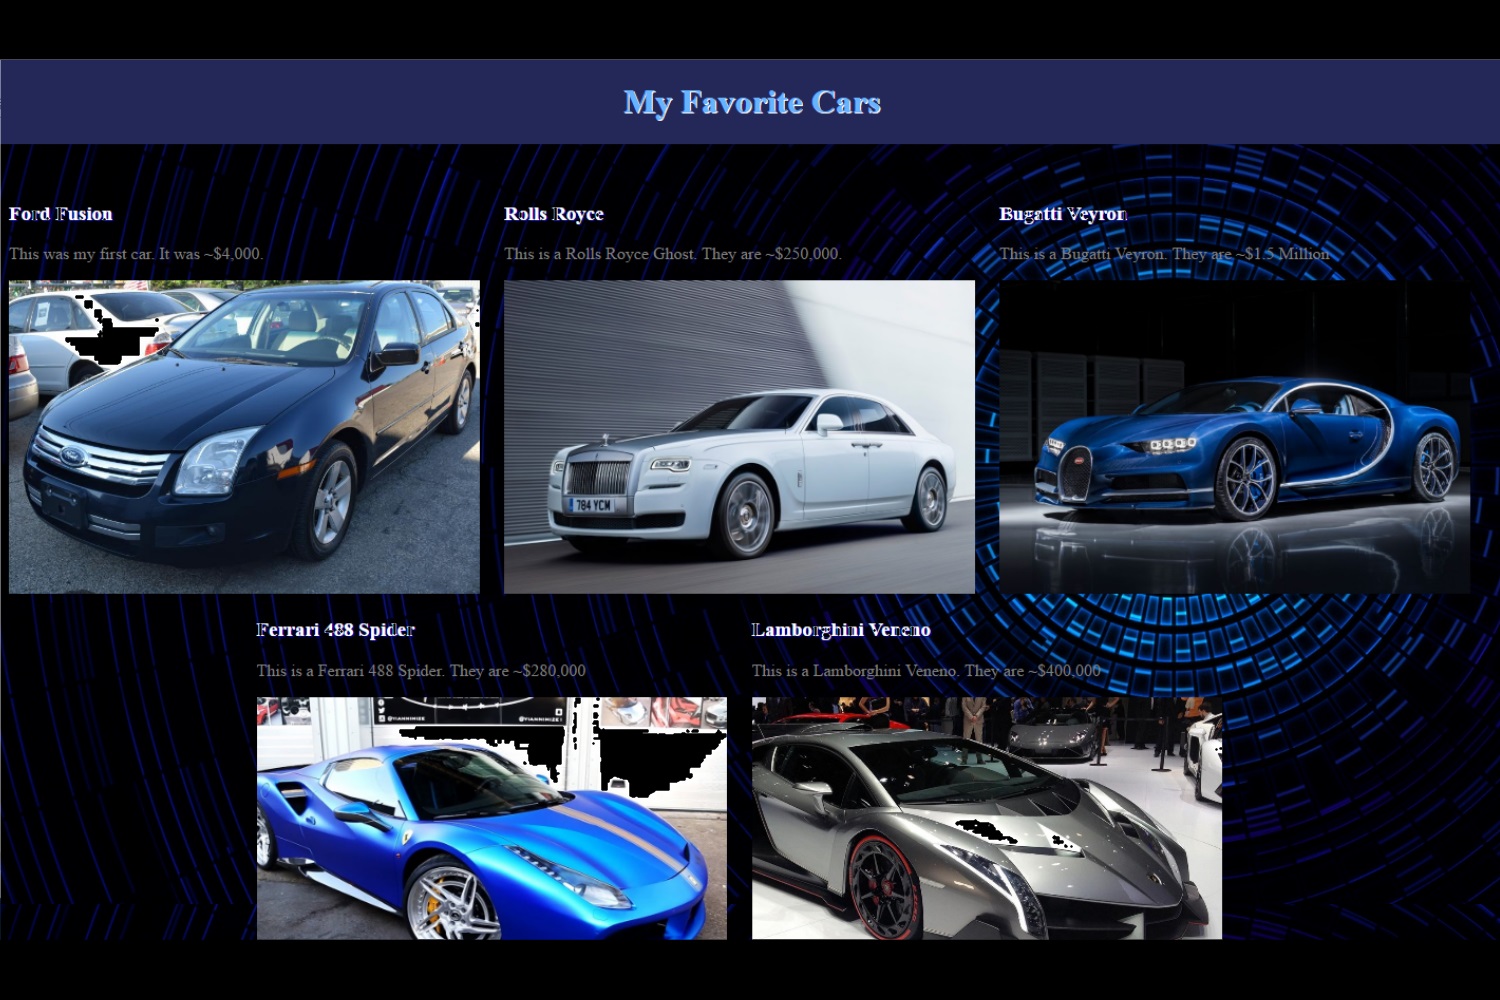 My Favorite Cars
Ford Fusion
This was my first car. It was ~$4,000.
Rolls Royce
This is a Rolls Royce Ghost. They are ~$250,000.
784 YCM
Bugatti Veyron
This is a Bugatti Veyron. They are ~$1.5 Million
Ferrari 488 Spider
This is a Ferrari 488 Spider. They are ~$280,000
@YIANNIMIZE
@YIANNIMIZE1
Lamborghini Veneno
This is a Lamborghini Veneno. They are ~$400,000